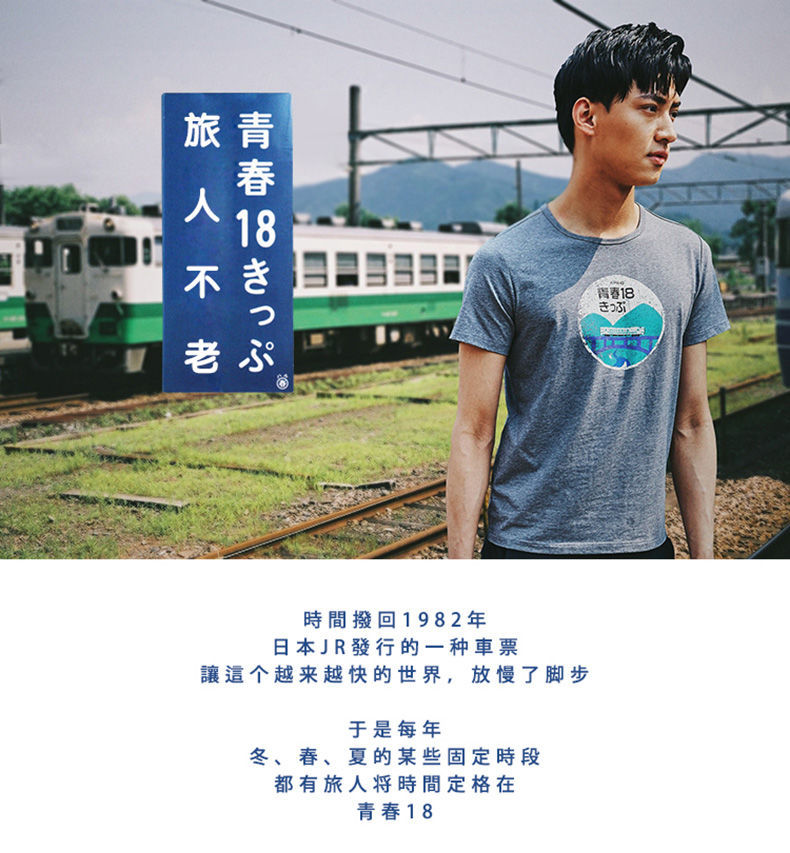 青春18きっぷ
旅人不老
青春18
きっぷ
時間撥回1982年
日本JR發行的一种車票
讓這个越来越快的世界，放慢了脚步
于是每年
冬、春、夏的某些固定時段
都有旅人将時間定格在
青春18